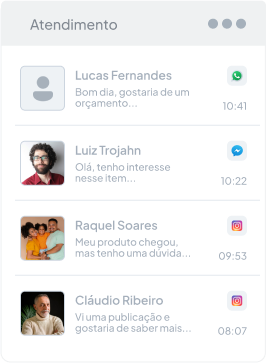 Atendimento
Lucas Fernandes
Bom dia, gostaria de um
orçamento...
10:41
Luiz Trojahn
Olá, tenho interesse
nesse item...
10:22
Raquel Soares
Meu produto chegou,
mas tenho uma dúvida...
09:53
Cláudio Ribeiro
Vi uma publicação e
gostaria de saber mais...
08:07